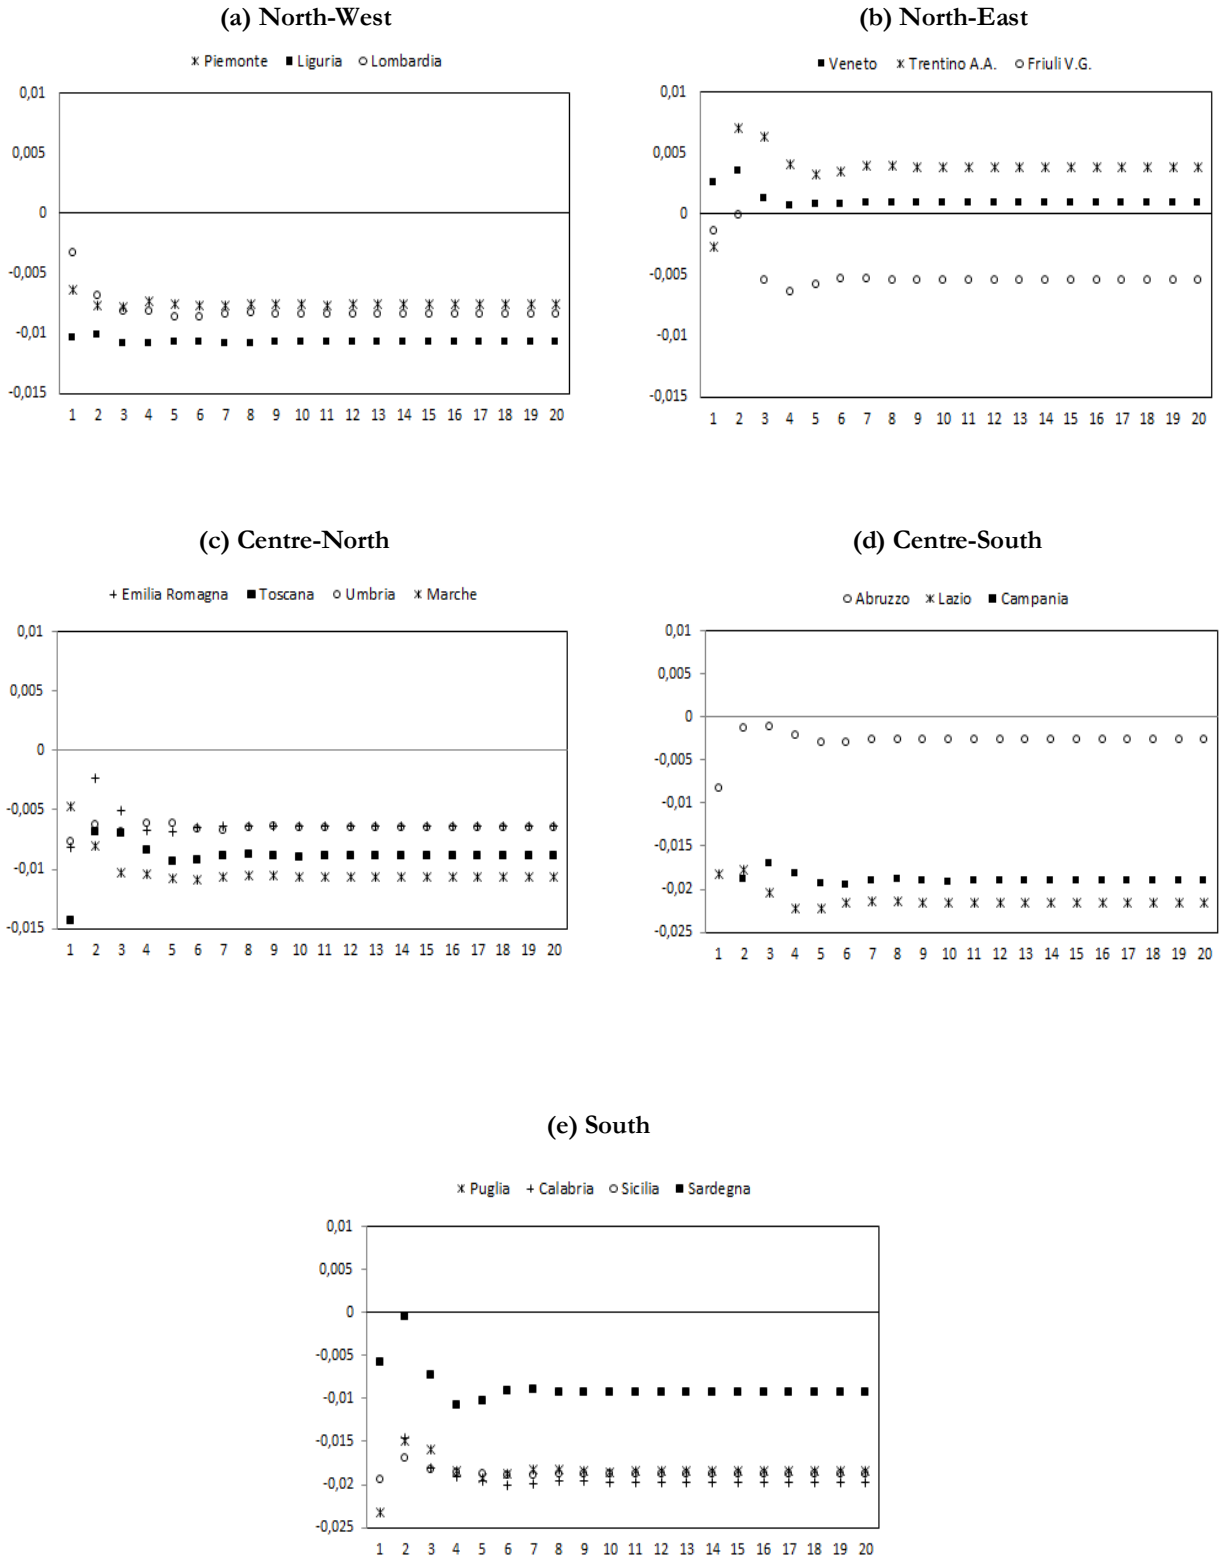 (a) North-West
Piemonte Liguria Lombardia
0,01
0,005
0
-0,005
-0,01
-0,015
1 2 3 4 5 6 7 8 9 10 11 12 13 14 15 16 17 18 19 20
(b) North-East
Veneto Trentino A.A. Friuli V.G.
0,01
0,005
0
-0,005
-0,01
-0,015
1 2 3 4 5 6 7 8 9 10 11 12 13 14 15 16 17 18 19 20
(c) Centre-North
Emilia Romagna Toscana Umbria Marche
0,01
0,005
0
-0,005
-0,01
-0,015
1 2 3 4 5 6 7 8 9 10 11 12 13 14 15 16 17 18 19 20
(d) Centre-South
Abruzzo Lazio Campania
0,01
0,005
0
-0,005
-0,01
-0,015
-0,02
-0,025
1 2 3 4 5 6 7 8 9 10 11 12 13 14 15 16 17 18 19 20
(e) South
Puglia Calabria Sicilia Sardegna
0,01
0,005
0
-0,005
-0,01
-0,015
-0,02
-0,025
1 2 3 4 5 6 7 8 9 10 11 12 13 14 15 16 17 18 19 20